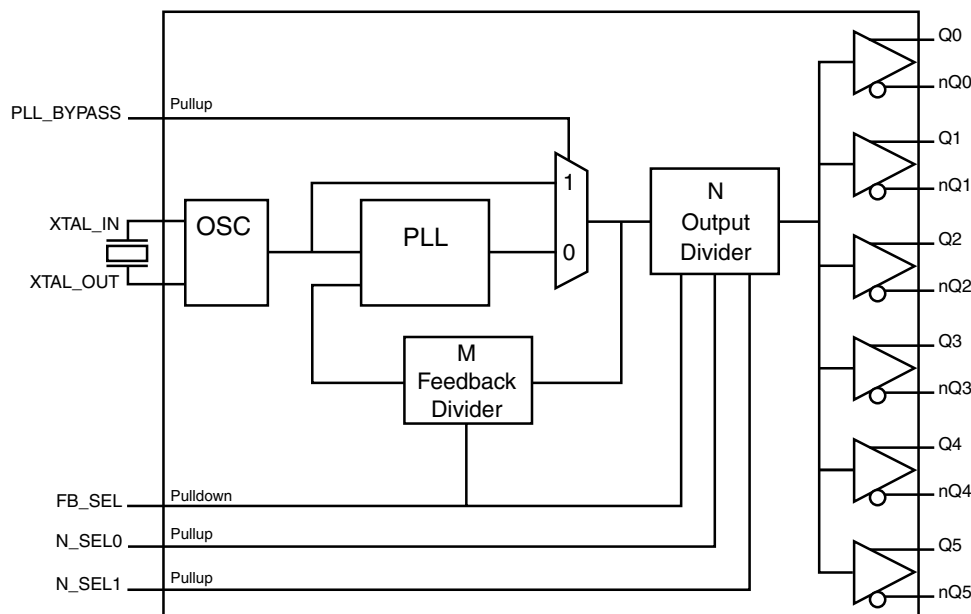 PLL_BYPASS
Pullup
XTAL_IN
XTAL_OUT
OSC
PLL
1
0
N
Output
Divider
M
Feedback
Divider
FB_SEL
Pulldown
N_SEL0
Pullup
N_SEL1
Pullup
Q0
nQ0
Q1
nQ1
Q2
nQ2
Q3
nQ3
Q4
nQ4
Q5
nQ5